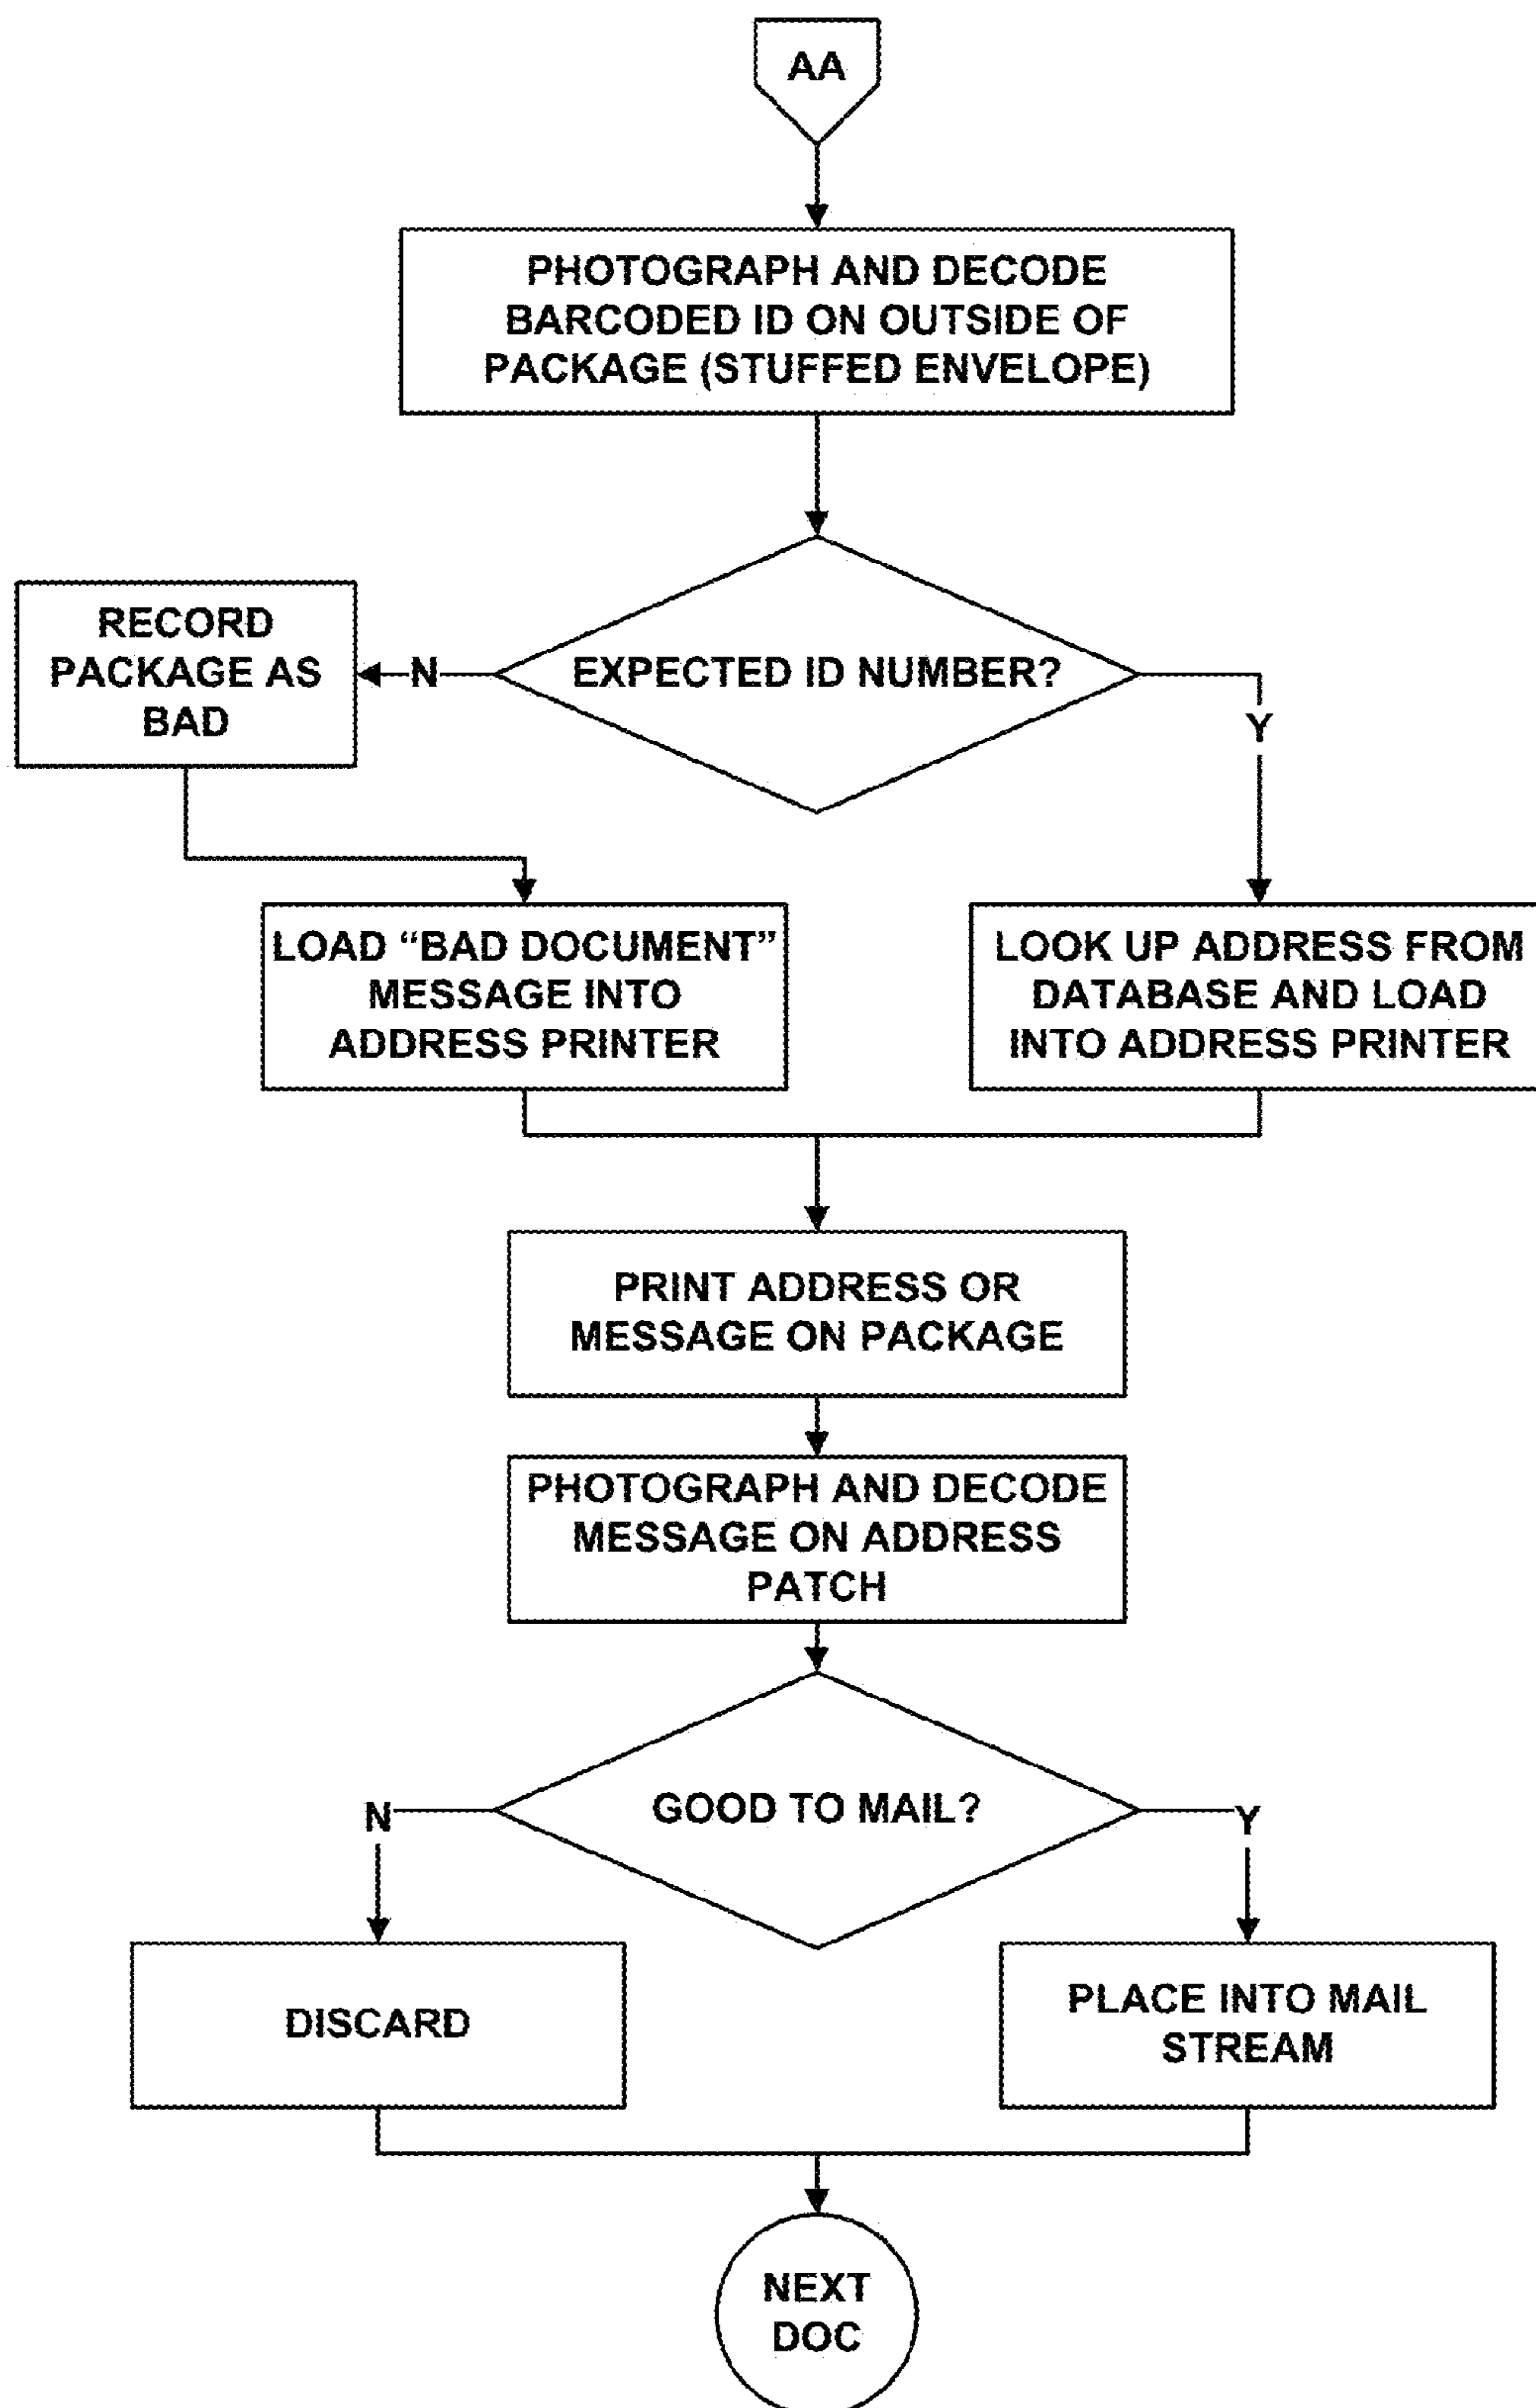 AA
PHOTOGRAPH AND DECODE
BARCODED ID ON OUTSIDE OF
PACKAGE (STUFFED ENVELOPE)
RECORD
PACKAGE AS
BAD
N
EXPECTED ID NUMBER?
Y
LOAD “BAD DOCUMENT”
MESSAGE INTO
ADDRESS PRINTER
LOOK UP ADDRESS FROM
DATABASE AND LOAD
INTO ADDRESS PRINTER
PRINT ADDRESS OR
MESSAGE ON PACKAGE
PHOTOGRAPH AND DECODE
MESSAGE ON ADDRESS
PATCH
GOOD TO MAIL?
N
Y
DISCARD
PLACE INTO MAIL
STREAM
NEXT
DOC